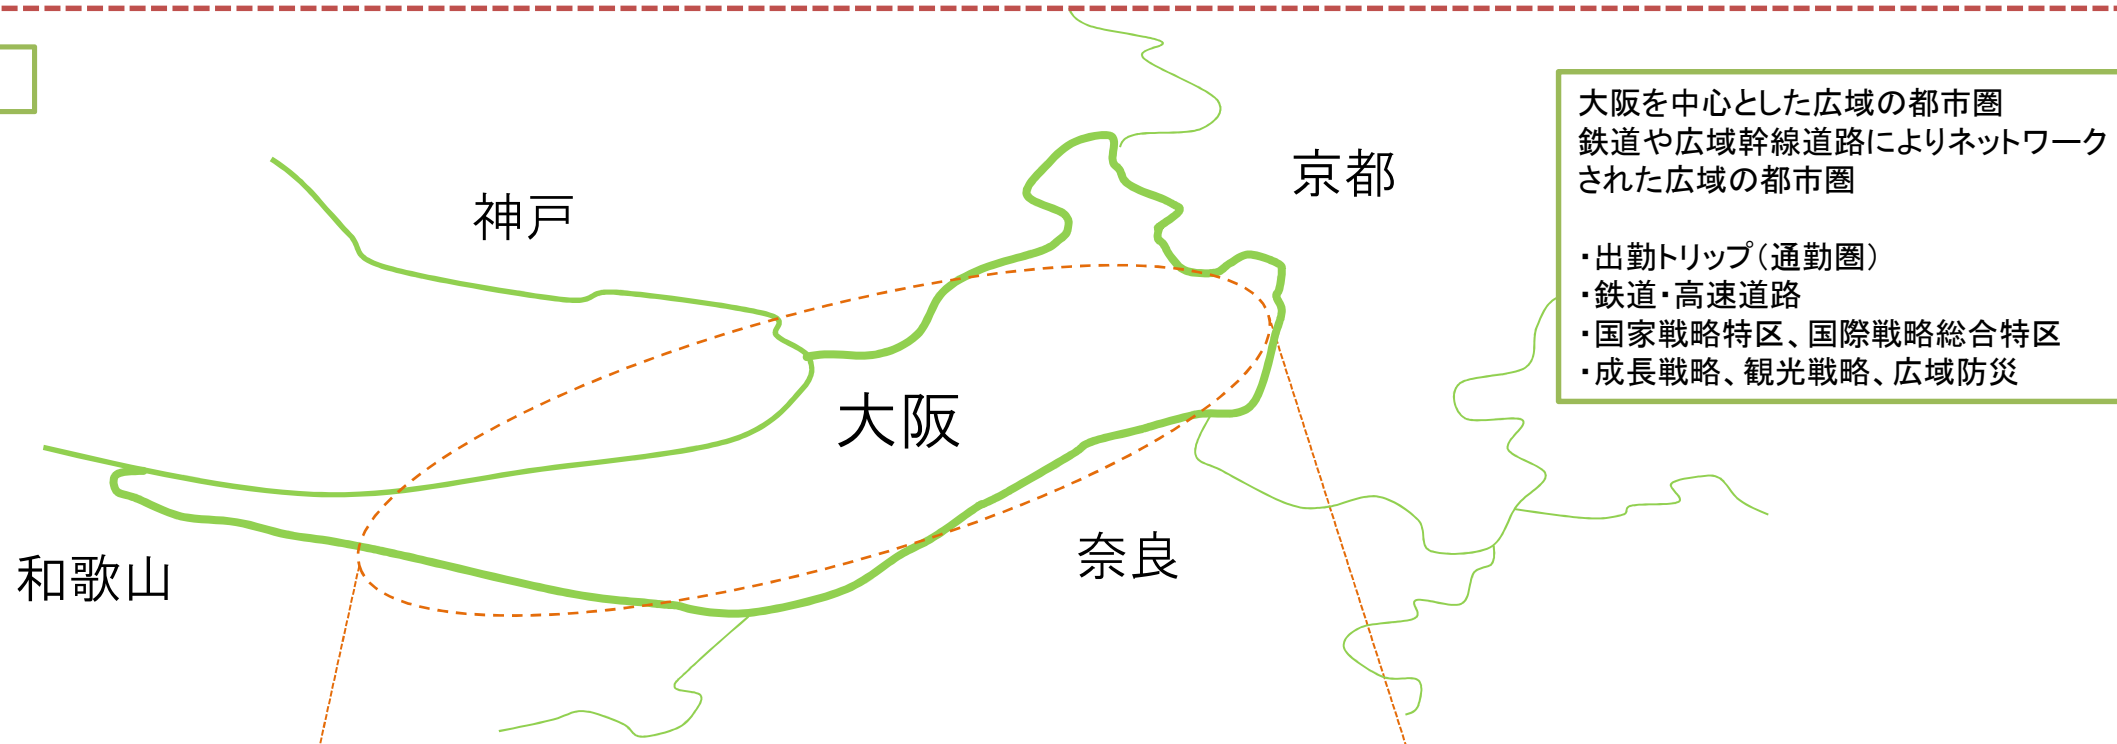 京都
神戸
大阪
奈良
和歌山
大阪を中心とした広域の都市圏
鉄道や広域幹線道路によりネットワーク
された広域の都市圏
・出勤トリップ（通勤圏）
・鉄道・高速道路
・国家戦略特区、国際戦略総合特区
・成長戦略、観光戦略、広域防災